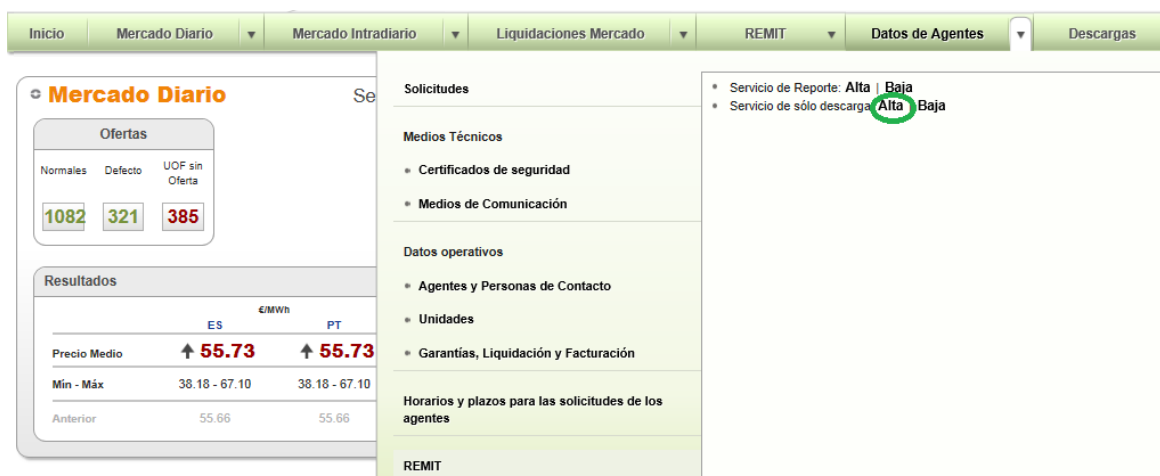 Inicio
Mercado Diario
Mercado Intradiario
Liquidaciones Mercado
REMIT
Datos de Agentes
Descargas
Mercado Diario
Se
Ofertas
Normales
Defecto
UOF sin
Oferta
1082
321
385
Resultados
€/MWh
ES
PT
Precio Medio
55.73
55.73
Mín - Máx
38.18 - 67.10
38.18 - 67.10
Anterior
55.66
55.66
Solicitudes
Medios Técnicos
Certificados de seguridad
Medios de Comunicación
Datos operativos
Agentes y Personas de Contacto
Unidades
Garantías, Liquidación y Facturación
Horarios y plazos para las solicitudes de los
agentes
REMIT
Servicio de Reporte: Alta | Baja
Servicio de sólo descarga: Alta | Baja